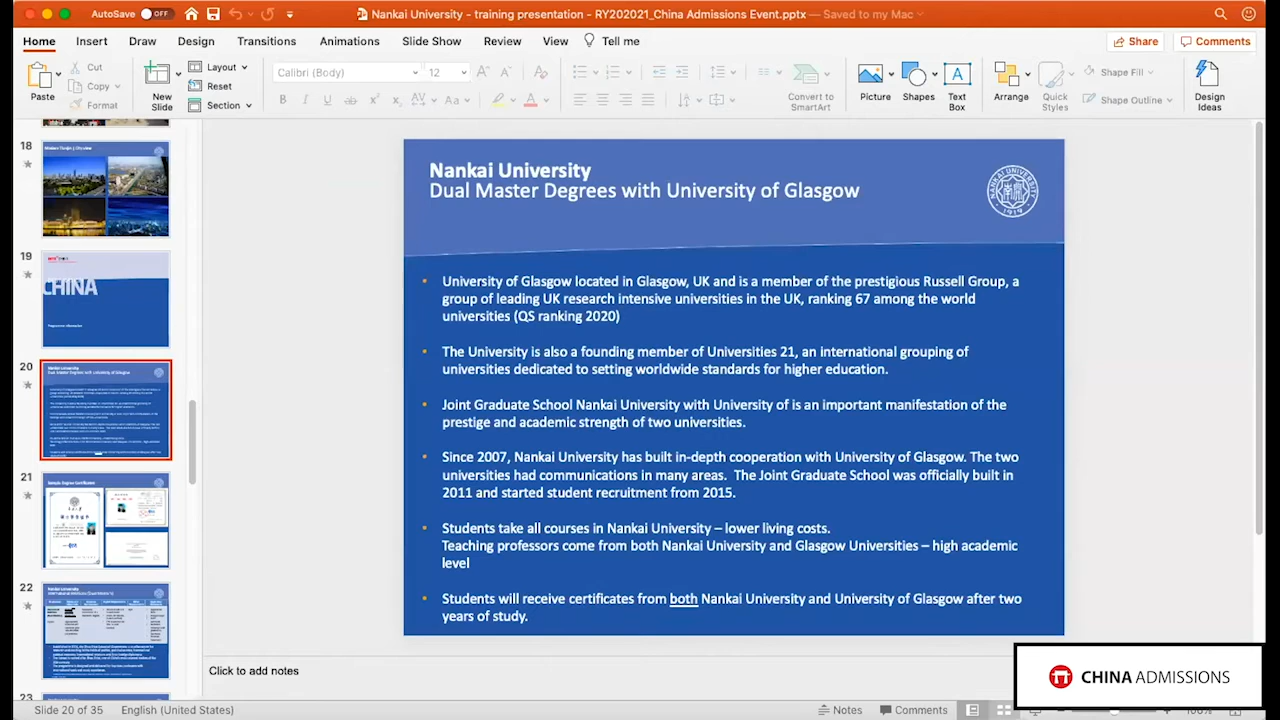 AutoSave OFF
Nankai University - training presentation - RY202021_China Admissions Event.pptx — Saved to my Mac
Home Insert Draw Design Transitions Animations Slide Show Review View Tell me Share Comments
Paste Cut Copy Format
New Slide Layout Reset Section
Calibri (Body) 12
Convert to SmartArt
Picture Shapes Text Box Arrange Quick Styles Shape Fill Shape Outline Design Ideas
18
19
CHINA
20
21
22
23
Nankai University
Dual Master Degrees with University of Glasgow
NANKAI UNIVERSITY
1919
• University of Glasgow located in Glasgow, UK and is a member of the prestigious Russell Group, a
group of leading UK research intensive universities in the UK, ranking 67 among the world
universities (QS ranking 2020)
• The University is also a founding member of Universities 21, an international grouping of
universities dedicated to setting worldwide standards for higher education.
• Joint Graduate School of Nankai University with University of Glasgow is an important manifestation of the
prestige and academic strength of two universities.
• Since 2007, Nankai University has built in-depth cooperation with University of Glasgow. The two
universities had communications in many areas. The Joint Graduate School was officially built in
2011 and started student recruitment from 2015.
Students take all courses in Nankai University – lower living costs.
Teaching professors come from both Nankai University and Glasgow Universities – high academic
level
• Students will receive certificates from both Nankai University and University of Glasgow after two
years of study.
Click to add notes
CHINA ADMISSIONS
Slide 20 of 35 English (United States) Notes Comments